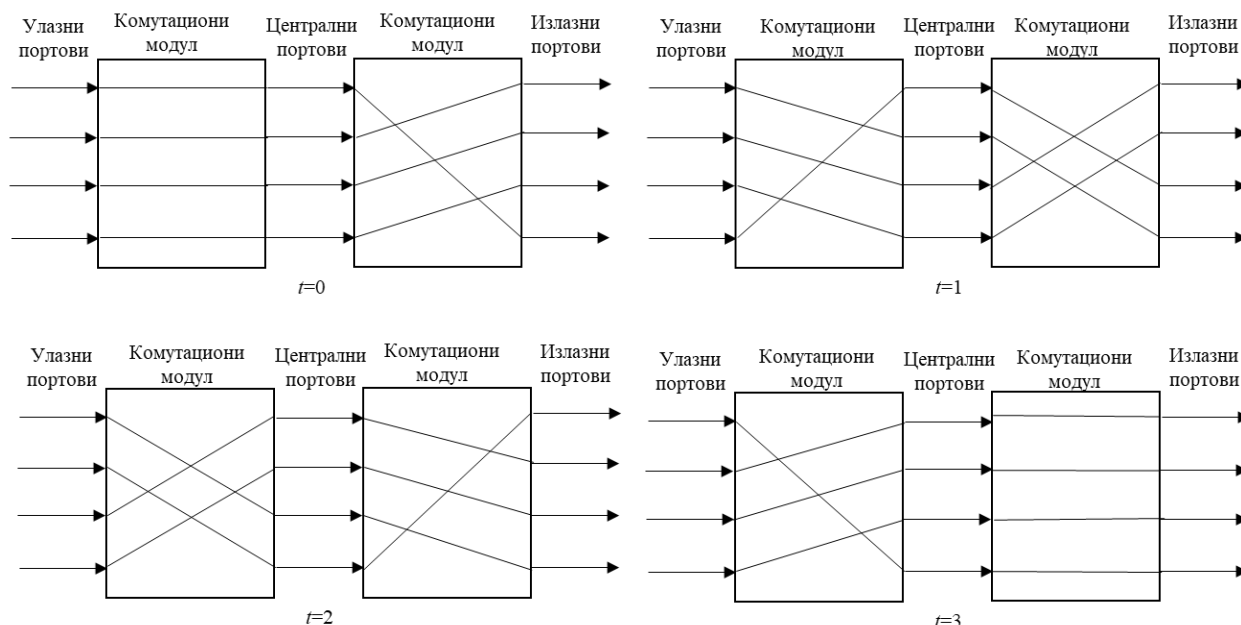 Улазни портови
Комутациони модул
Централни портови
Комутациони модул
Излазни портови
t=0
Улазни портови
Комутациони модул
Централни портови
Комутациони модул
Излазни портови
t=1
Улазни портови
Комутациони модул
Централни портови
Комутациони модул
Излазни портови
t=2
Улазни портови
Комутациони модул
Централни портови
Комутациони модул
Излазни портови
t=3